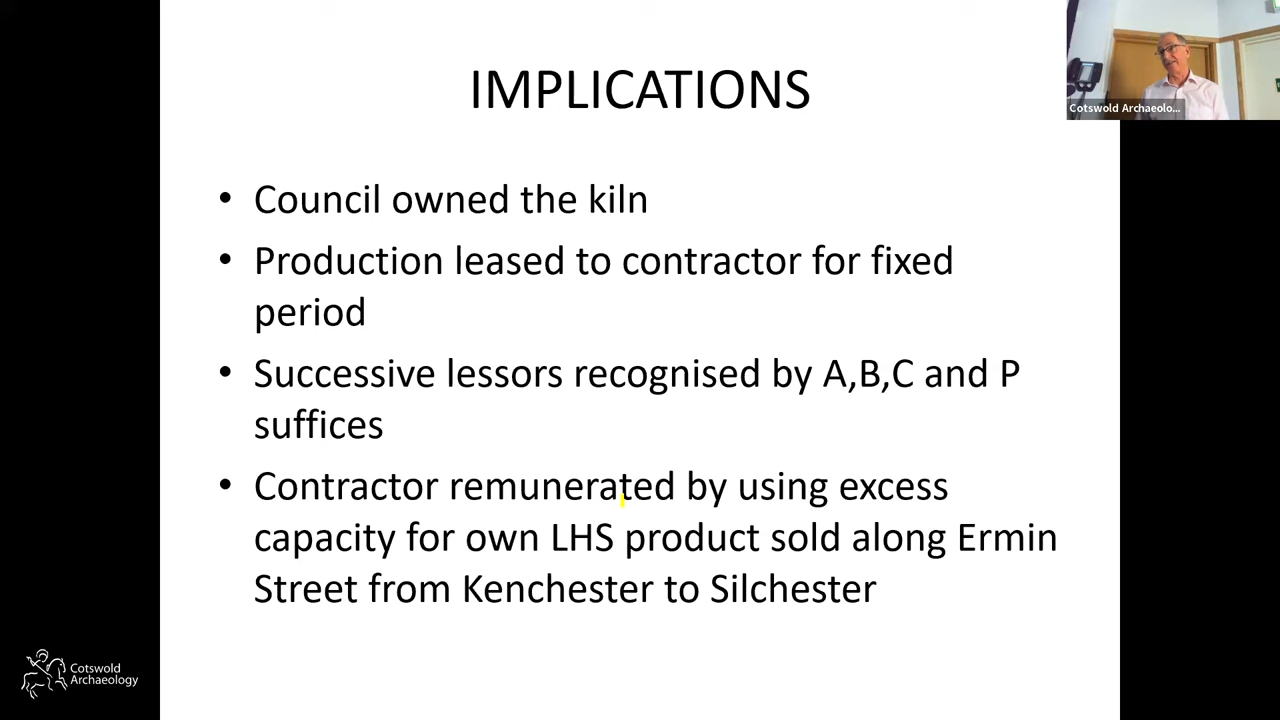 IMPLICATIONS
Cotswold Archaeolo...
• Council owned the kiln
• Production leased to contractor for fixed
period
• Successive lessors recognised by A,B,C and P
suffices
• Contractor remunerated by using excess
capacity for own LHS product sold along Ermin
Street from Kenchester to Silchester
Cotswold
Archaeology